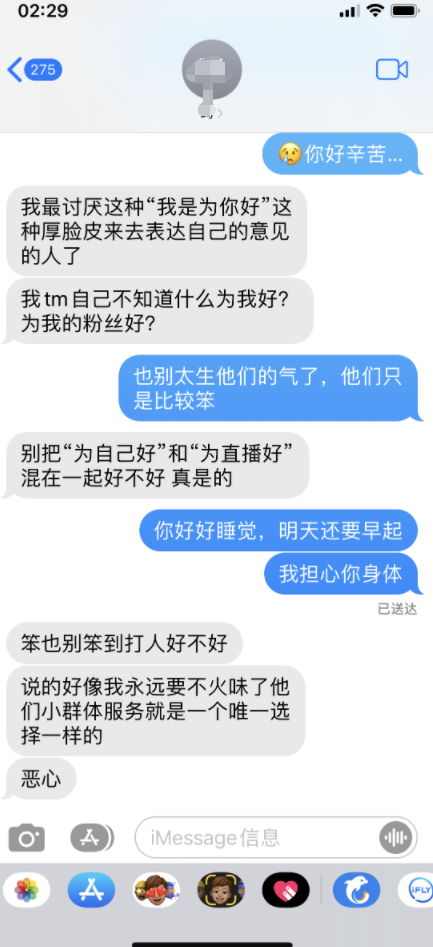 02:29
275
😢你好辛苦...
我最讨厌这种“我是为你好”这
种厚脸皮来去表达自己的意见
的人了
我tm自己不知道什么为我好?
为我的粉丝好?
也别太生他们的气了，他们只
是比较笨
别把“为自己好”和“为直播好”
混在一起好不好 真是的
你好好睡觉，明天还要早起
我担心你身体
已送达
笨也别笨到打人好不好
说的好像我永远要不火味了他
们小群体服务就是一个唯一选
择一样的
恶心
iMessage信息
iFLY